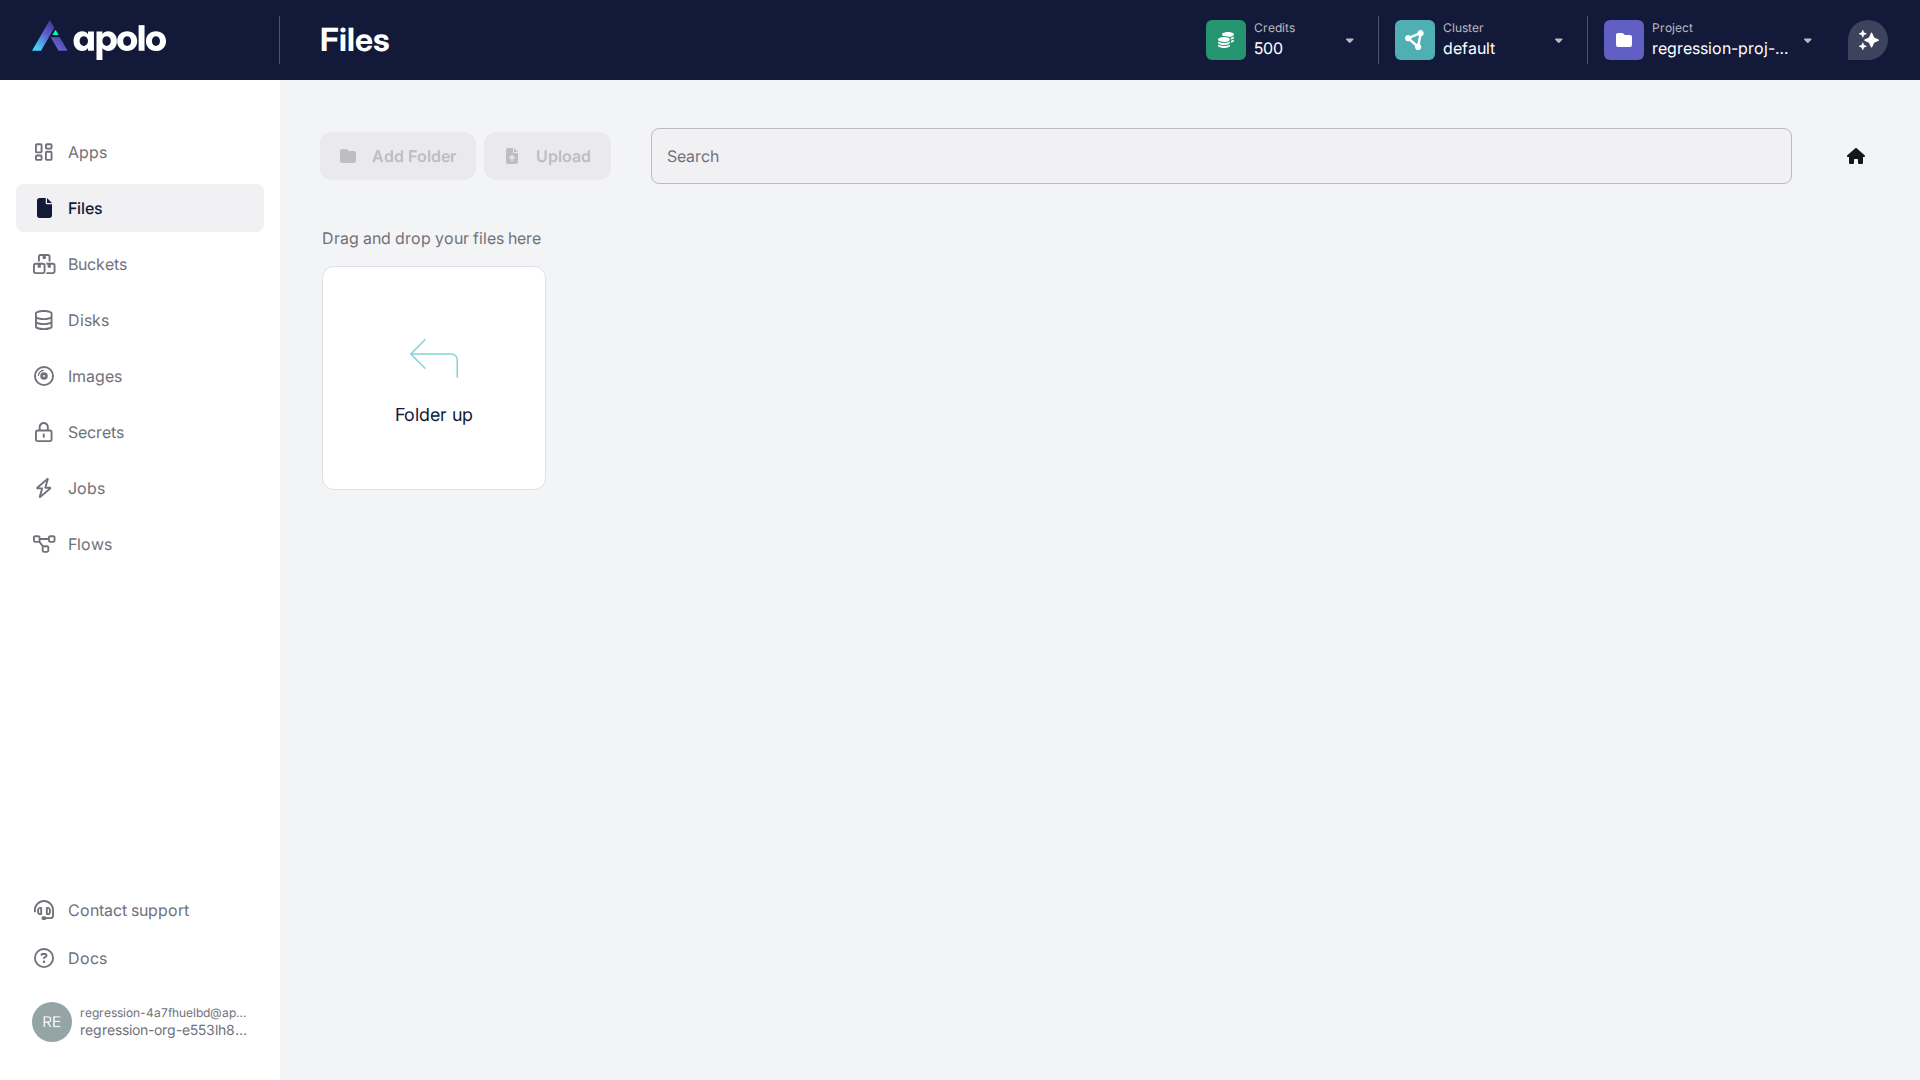 apolo
Files
Credits
500
Cluster
default
Project
regression-proj-...
Apps
Files
Buckets
Disks
Images
Secrets
Jobs
Flows
Add Folder
Upload
Search
Drag and drop your files here
Folder up
Contact support
Docs
RE
regression-4a7fhuelbd@ap...
regression-org-e553lh8...